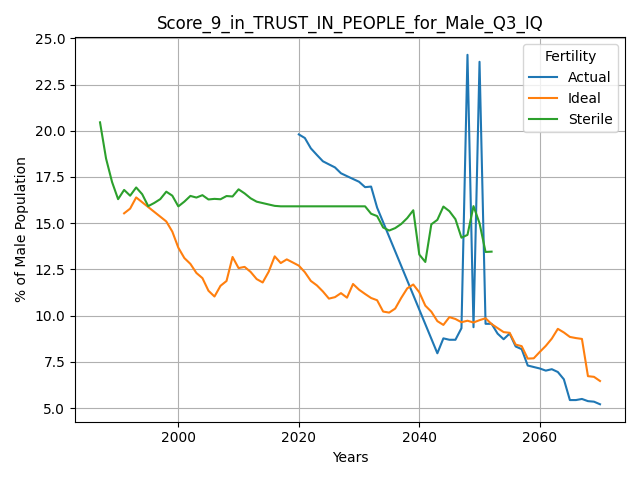 Score_9_in_TRUST_IN_PEOPLE_for_Male_Q3_IQ
25.0
22.5
20.0
17.5
15.0
12.5
10.0
7.5
5.0
% of Male Population
Fertility
Actual
Ideal
Sterile
2000
2020
2040
2060
Years